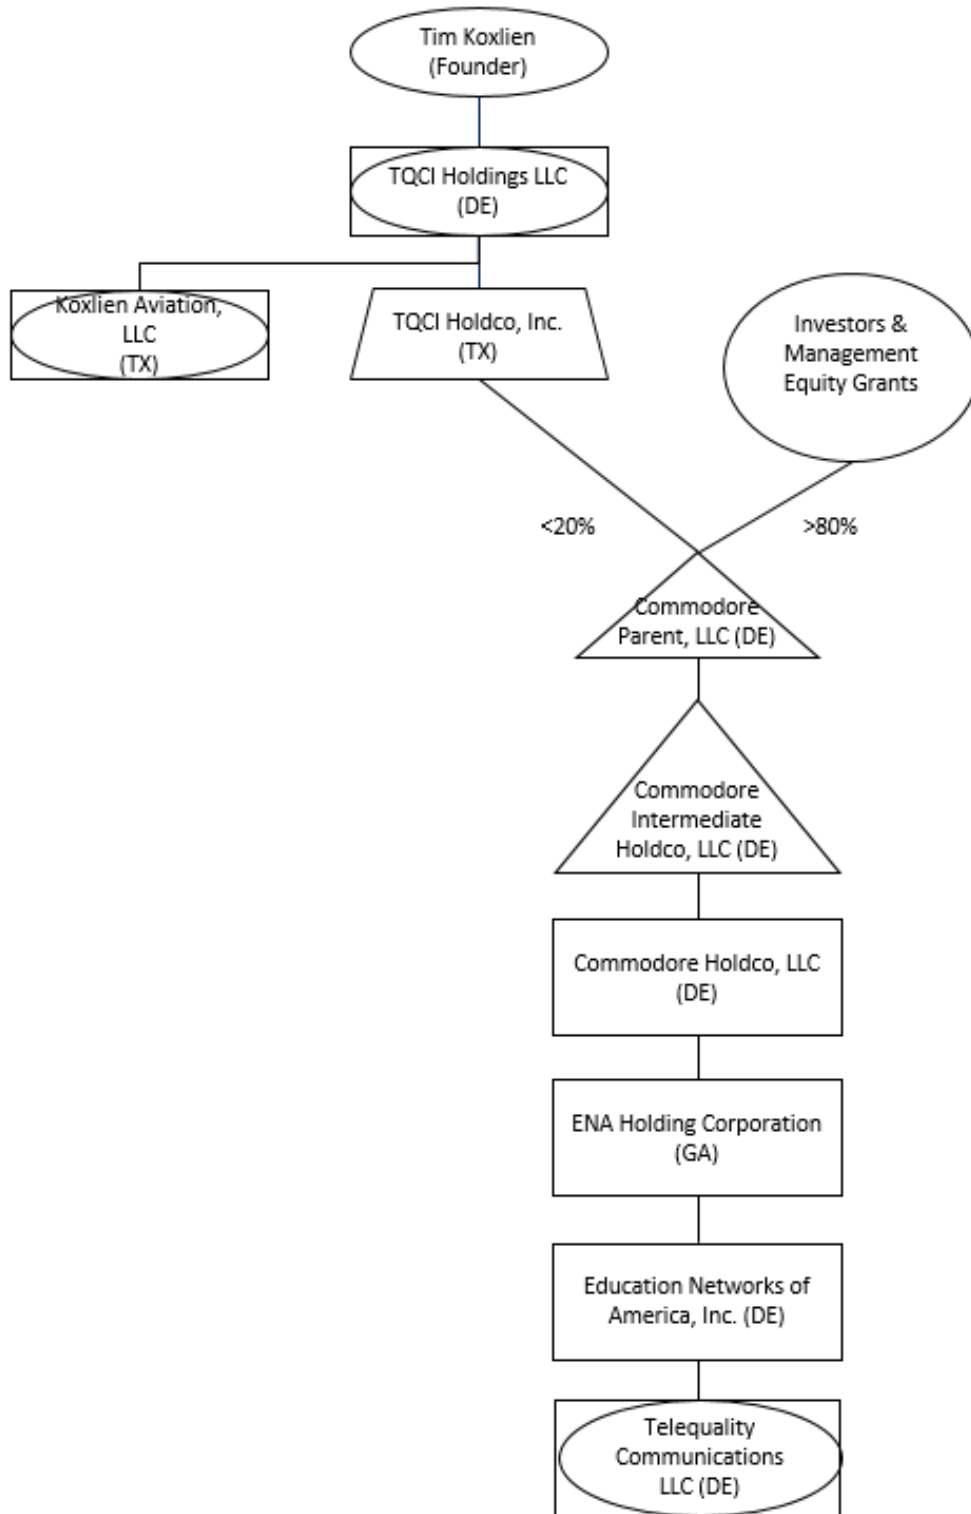 Tim Koxlien
(Founder)
TQCI Holdings LLC
(DE)
Koxlien Aviation,
LLC
(TX)
TQCI Holdco, Inc.
(TX)
Investors &
Management
Equity Grants
<20%
>80%
Commodore
Parent, LLC (DE)
Commodore
Intermediate
Holdco, LLC (DE)
Commodore Holdco, LLC
(DE)
ENA Holding Corporation
(GA)
Education Networks of
America, Inc. (DE)
Telequality
Communications
LLC (DE)